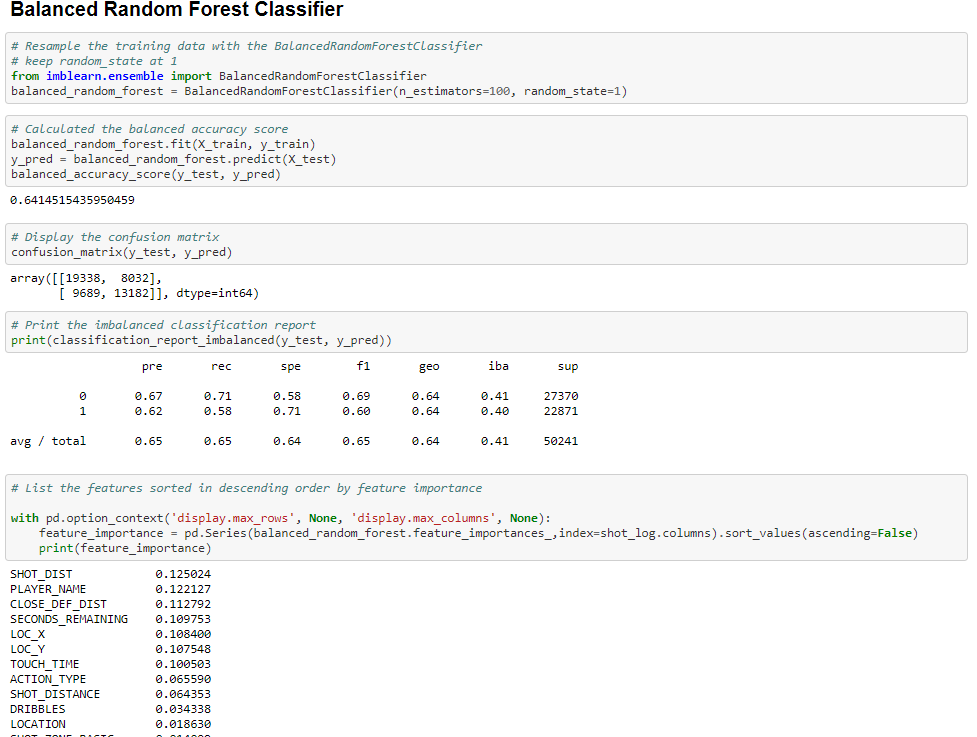 Balanced Random Forest Classifier
# Resample the training data with the BalancedRandomForestClassifier
# keep random_state at 1
from imblearn.ensemble import BalancedRandomForestClassifier
balanced_random_forest = BalancedRandomForestClassifier(n_estimators=100, random_state=1)
# Calculated the balanced accuracy score
balanced_random_forest.fit(X_train, y_train)
y_pred = balanced_random_forest.predict(X_test)
balanced_accuracy_score(y_test, y_pred)
0.6414515435950459
# Display the confusion matrix
confusion_matrix(y_test, y_pred)
array([[19338,  8032],
       [ 9689, 13182]], dtype=int64)
# Print the imbalanced classification report
print(classification_report_imbalanced(y_test, y_pred))
pre rec spe f1 geo iba sup
0 0.67 0.71 0.58 0.69 0.64 0.41 27370
1 0.62 0.58 0.71 0.60 0.64 0.40 22871
avg / total 0.65 0.65 0.64 0.65 0.64 0.41 50241
# List the features sorted in descending order by feature importance
with pd.option_context('display.max_rows', None, 'display.max_columns', None):
    feature_importance = pd.Series(balanced_random_forest.feature_importances_,index=shot_log.columns).sort_values(ascending=False)
    print(feature_importance)
SHOT_DIST 0.125024
PLAYER_NAME 0.122127
CLOSE_DEF_DIST 0.112792
SECONDS_REMAINING 0.109753
LOC_X 0.108400
LOC_Y 0.107548
TOUCH_TIME 0.100503
ACTION_TYPE 0.065590
SHOT_DISTANCE 0.064353
DRIBBLES 0.034338
LOCATION 0.018630